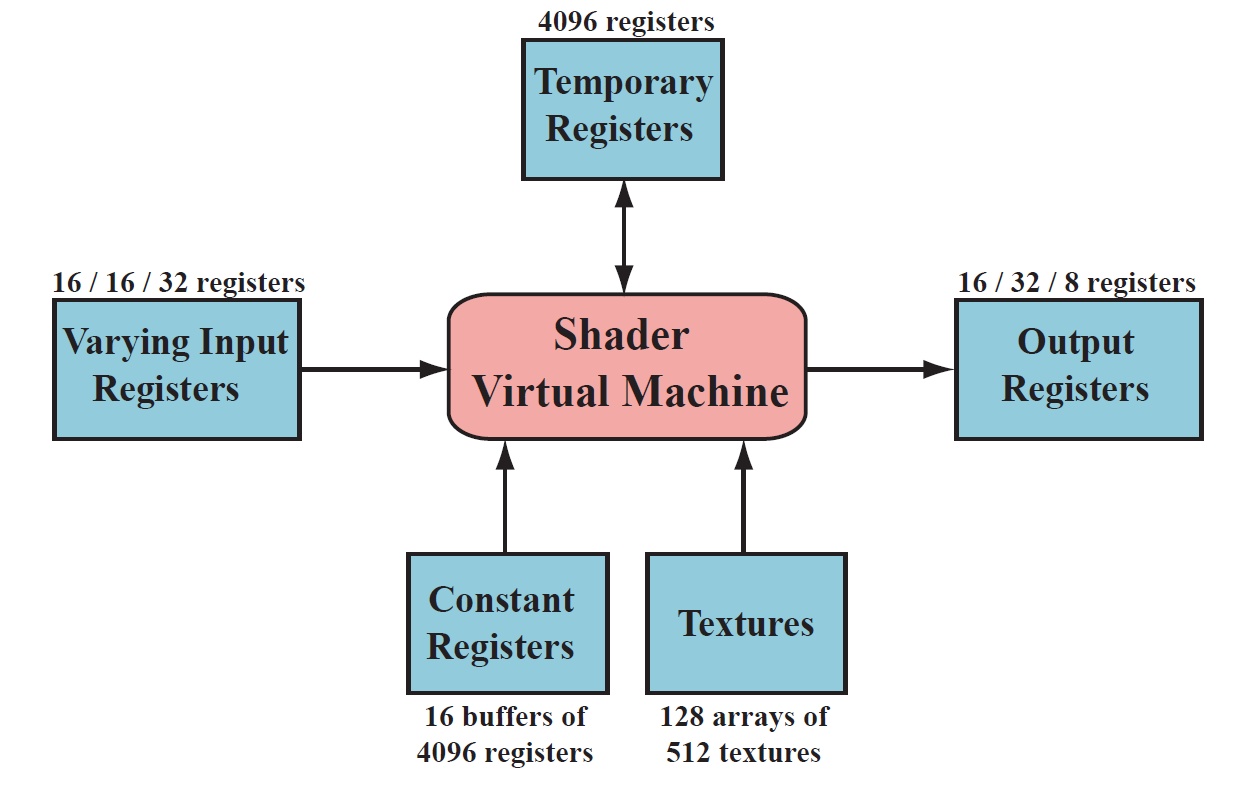 4096 registers
Temporary
Registers
16 / 16 / 32 registers
Varying Input
Registers
Shader
Virtual Machine
16 / 32 / 8 registers
Output
Registers
Constant
Registers
16 buffers of
4096 registers
Textures
128 arrays of
512 textures